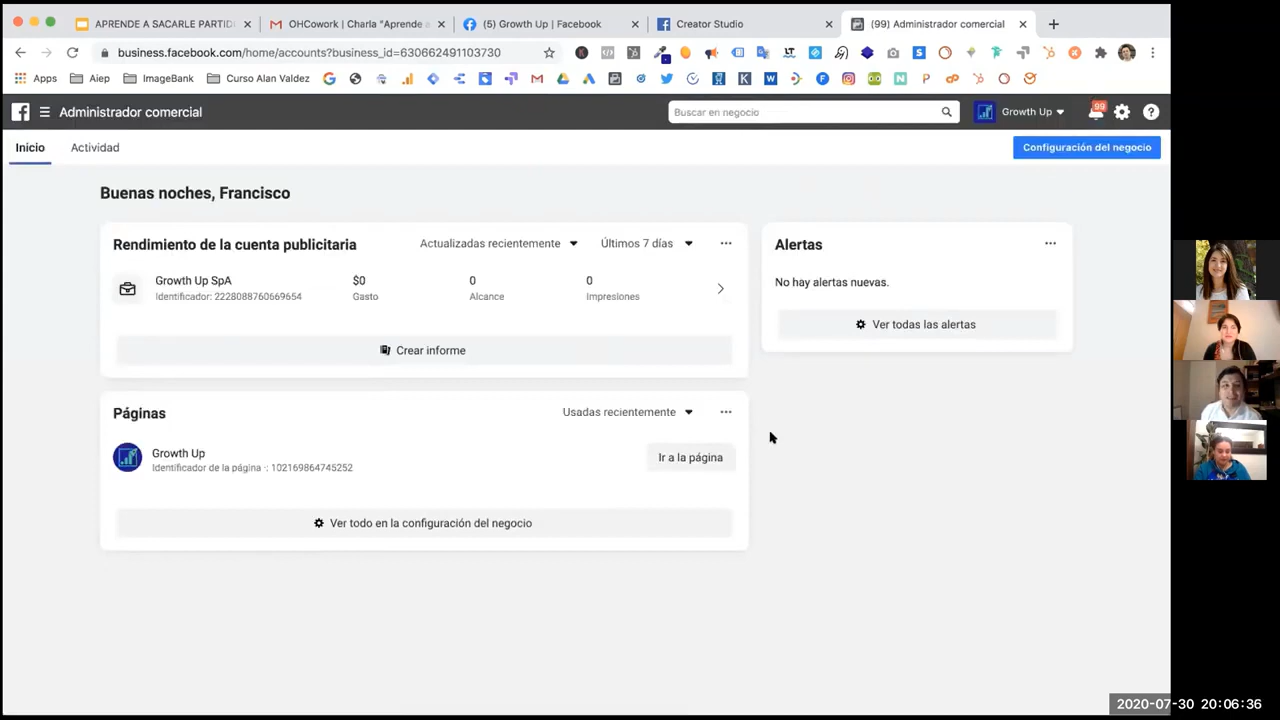 APRENDE A SACARLE PARTID
OHCowork | Charla "Aprende a
(5) Growth Up | Facebook
Creator Studio
(99) Administrador comercial
business.facebook.com/home/accounts?business_id=630662491103730
Apps
Aiep
ImageBank
Curso Alan Valdez
Administrador comercial
Buscar en negocio
Growth Up
99
Inicio
Actividad
Configuración del negocio
Buenas noches, Francisco
Rendimiento de la cuenta publicitaria
Actualizadas recientemente
Últimos 7 días
Growth Up SpA
Identificador: 2228088760669654
$0
Gasto
0
Alcance
0
Impresiones
Crear informe
Alertas
No hay alertas nuevas.
Ver todas las alertas
Páginas
Usadas recientemente
Growth Up
Identificador de la página ·: 102169864745252
Ir a la página
Ver todo en la configuración del negocio
2020-07-30 20:06:36